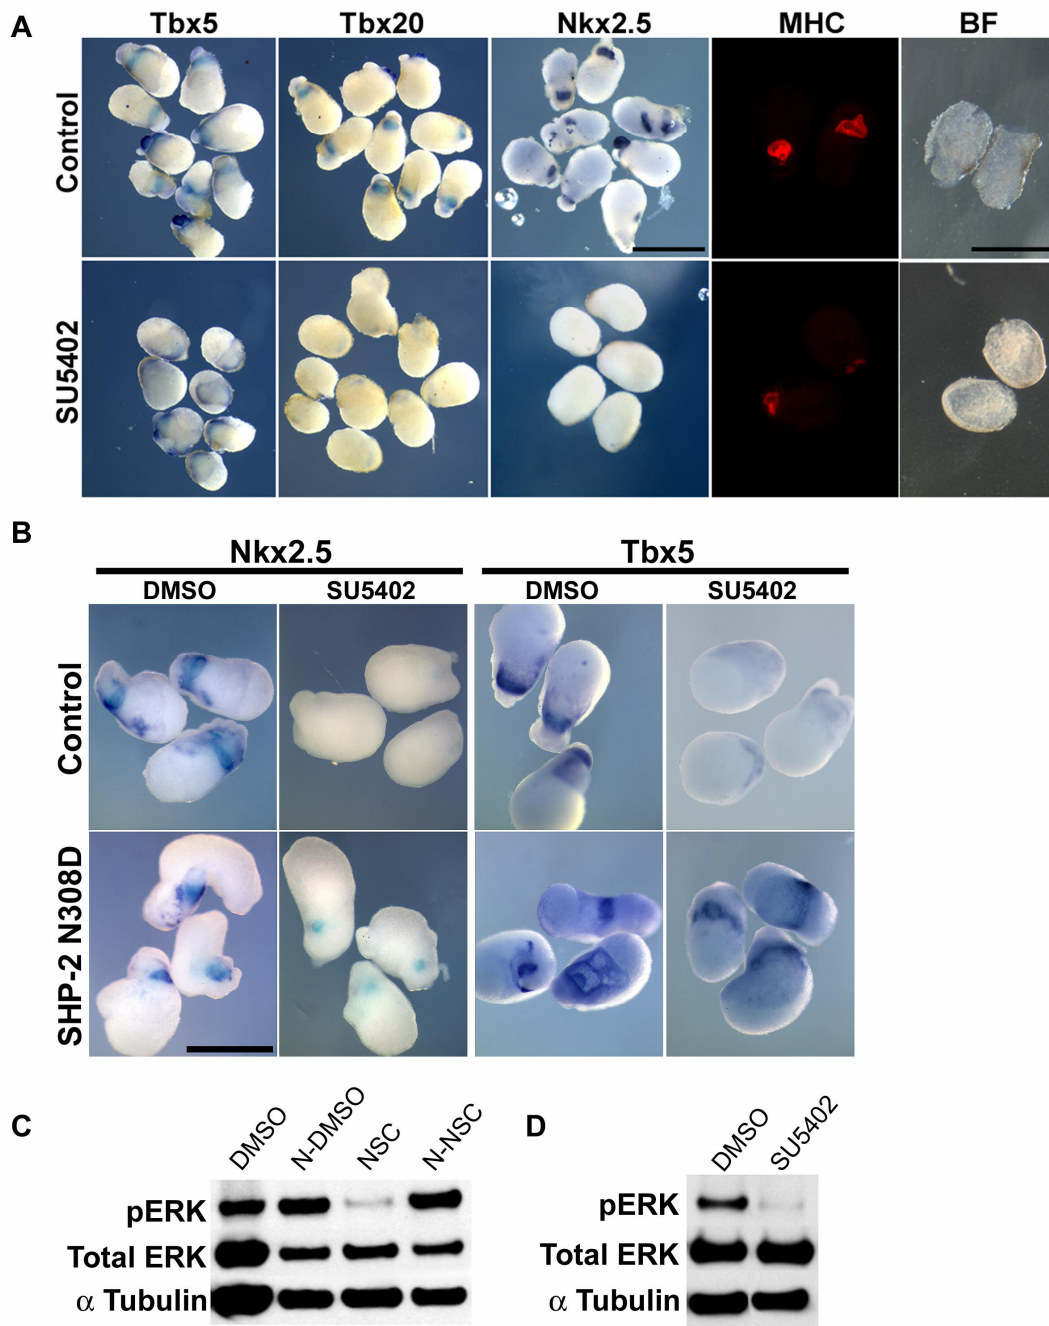 A
Tbx5 Tbx20 Nkx2.5 MHC BF
Control
SU5402
B
Nkx2.5 Tbx5
DMSO SU5402 DMSO SU5402
Control
SHP-2 N308D
C
DMSO N-DMSO NSC N-NSC
pERK
Total ERK
α Tubulin
D
DMSO SU5402
pERK
Total ERK
α Tubulin